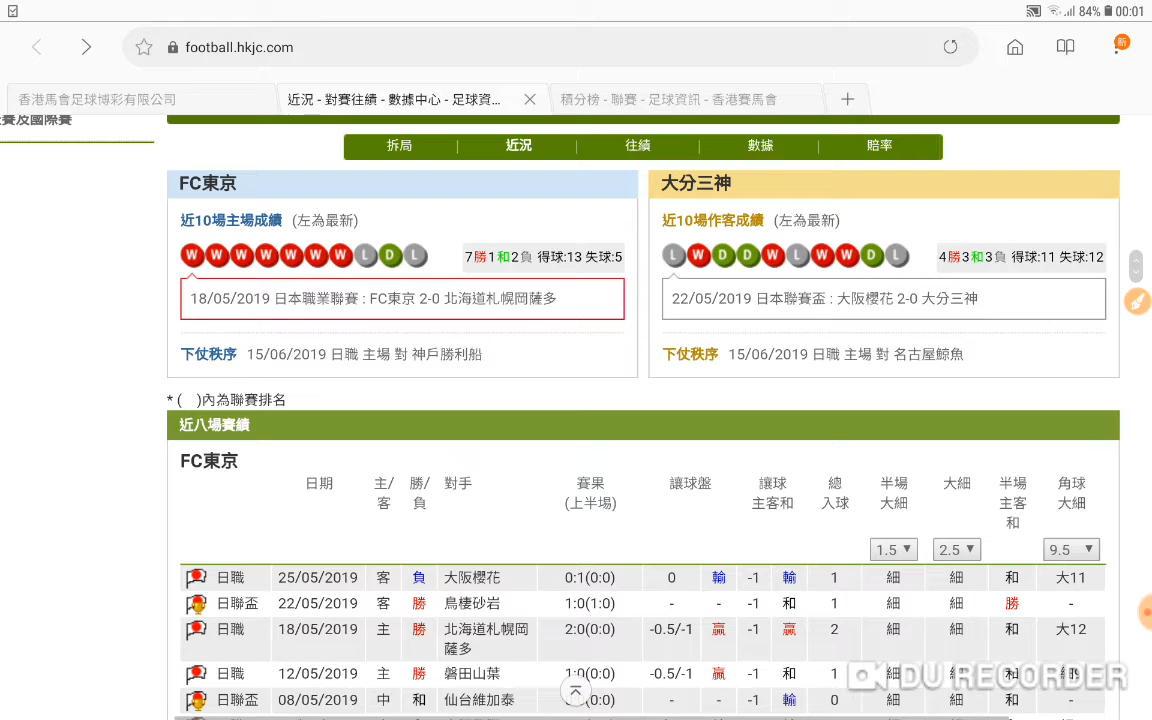 84% 00:01
football.hkjc.com
新
香港馬會足球博彩有限公司
近況 - 對賽往績 - 數據中心 - 足球資...
積分榜 - 聯賽 - 足球資訊 - 香港賽馬會
賽及國際賽
拆局 近況 往績 數據 賠率
FC東京
近10場主場成績 (左為最新)
W W W W W W W L D L
7勝1和2負 得球:13 失球:5
18/05/2019 日本職業聯賽 : FC東京 2-0 北海道札幌岡薩多
下仗秩序 15/06/2019 日職 主場 對 神戶勝利船
大分三神
近10場作客成績 (左為最新)
L W D D W L W W D L
4勝3和3負 得球:11 失球:12
22/05/2019 日本聯賽盃 : 大阪櫻花 2-0 大分三神
下仗秩序 15/06/2019 日職 主場 對 名古屋鯨魚
* ( )內為聯賽排名
近八場賽績
FC東京
日期 主/客 勝/負 對手 賽果(上半場) 讓球盤 讓球主客和 總入球 半場大細 大細 半場主客和 角球大細
1.5 2.5 9.5
日職 25/05/2019 客 負 大阪櫻花 0:1(0:0) 0 輸 -1 輸 1 細 細 和 大11
日聯盃 22/05/2019 客 勝 鳥棲砂岩 1:0(1:0) - - -1 和 1 細 細 勝 -
日職 18/05/2019 主 勝 北海道札幌岡薩多 2:0(0:0) -0.5/-1 贏 -1 贏 2 細 細 和 大12
日職 12/05/2019 主 勝 磐田山葉 1:0(0:0) -0.5/-1 贏 -1 和 1 細 細 和
日聯盃 08/05/2019 中 和 仙台維加泰 - - -1 輸 0 細 細 和 -
DU RECORDER